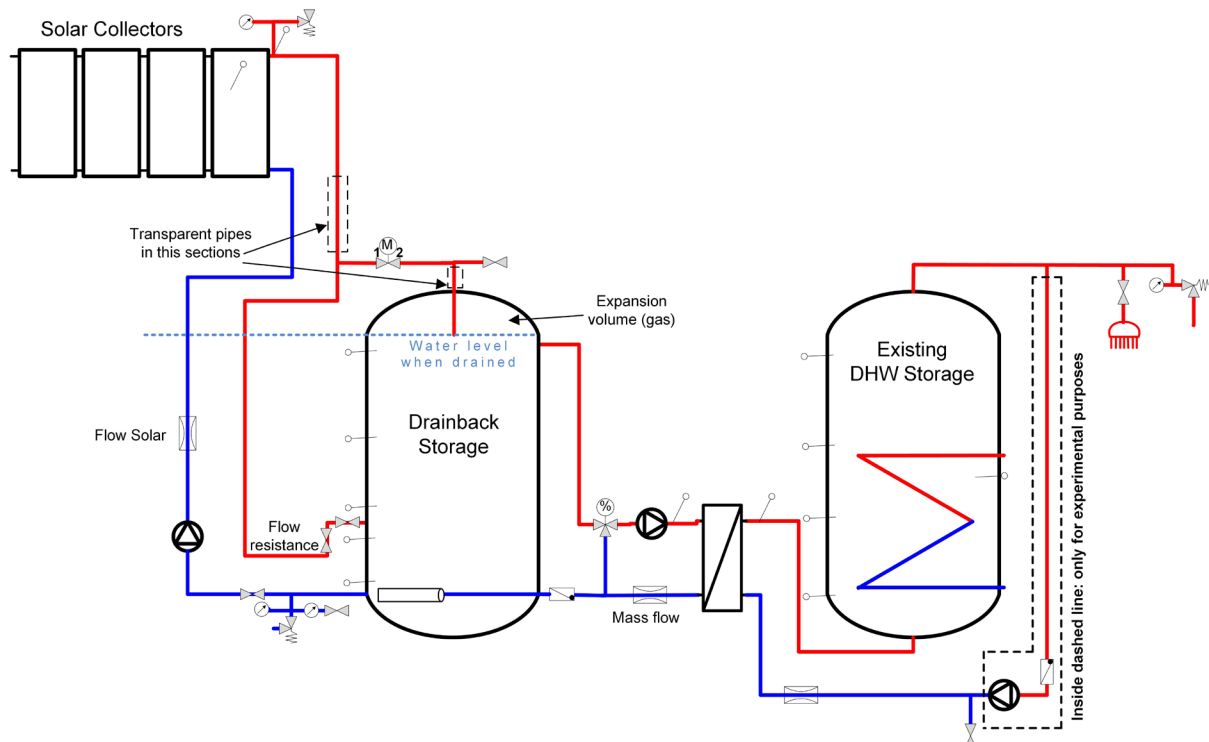 Solar Collectors
Transparent pipes
in this sections
1 M 2
Expansion
volume (gas)
Water level
when drained
Existing
DHW Storage
Drainback
Storage
Flow Solar
%
Flow
resistance
Mass flow
Inside dashed line: only for experimental purposes